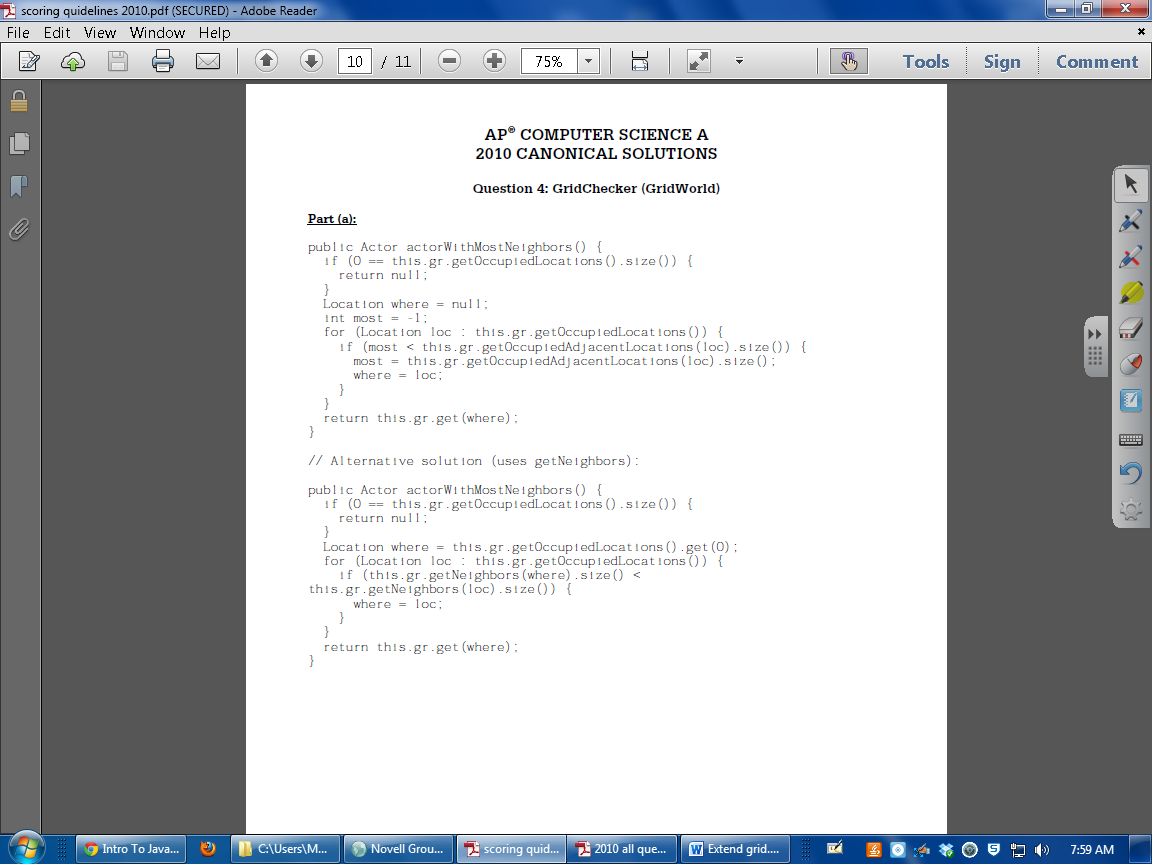 scoring quidelines 2010.pdf (SECURED) - Adobe Reader
File Edit View Window Help
10 / 11 75% Tools Sign Comment
AP® COMPUTER SCIENCE A
2010 CANONICAL SOLUTIONS
Question 4: GridChecker (GridWorld)
Part (a):
public Actor actorWithMostNeighbors() {
if (0 == this.gr.getOccupiedLocations().size()) {
return null;
}
Location where = null;
int most = -1;
for (Location loc : this.gr.getOccupiedLocations()) {
if (most < this.gr.getOccupiedAdjacentLocations(loc).size()) {
most = this.gr.getOccupiedAdjacentLocations(loc).size();
where = loc;
}
}
return this.gr.get(where);
}
// Alternative solution (uses getNeighbors):
public Actor actorWithMostNeighbors() {
if (0 == this.gr.getOccupiedLocations().size()) {
return null;
}
Location where = this.gr.getOccupiedLocations().get(0);
for (Location loc : this.gr.getOccupiedLocations()) {
if (this.gr.getNeighbors(where).size() <
this.gr.getNeighbors(loc).size()) {
where = loc;
}
}
return this.gr.get(where);
}
Intro To Java... C:\Users\M... Novell Grou... scoring quid... 2010 all que... Extend grid.... 7:59 AM